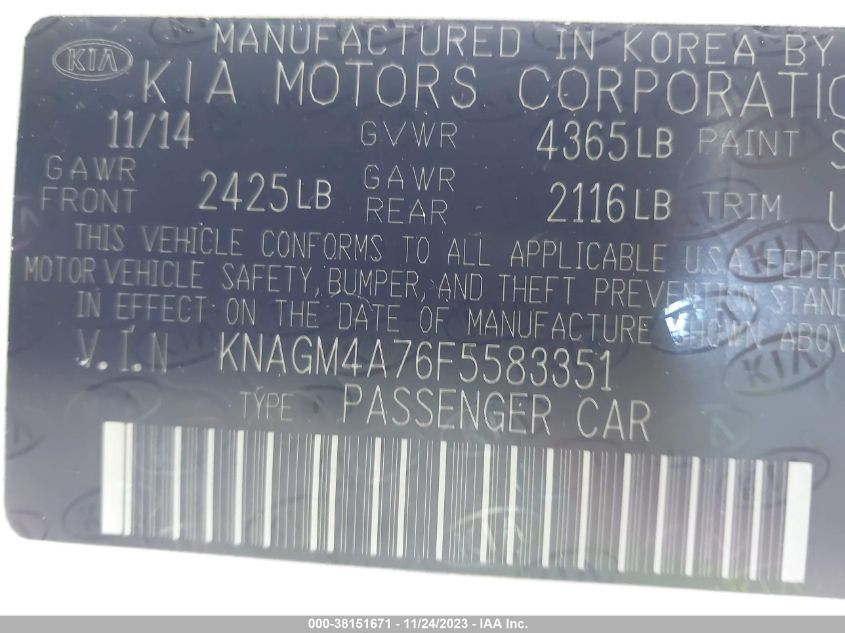 KIA
MANUFACTURED IN KOREA BY
KIA MOTORS CORPORATIO
11/14 GVWR 4365LB PAINT S
GAWR FRONT 2425LB GAWR REAR 2116LB TRIM U
THIS VEHICLE CONFORMS TO ALL APPLICABLE U.S.A FEDER
MOTOR VEHICLE SAFETY, BUMPER, AND THEFT PREVENTION STAND
IN EFFECT ON THE DATE OF MANUFACTURE SHOWN ABOV
V.I.N KNAGM4A76F5583351
TYPE PASSENGER CAR
000-38151671 - 11/24/2023 - IAA Inc.